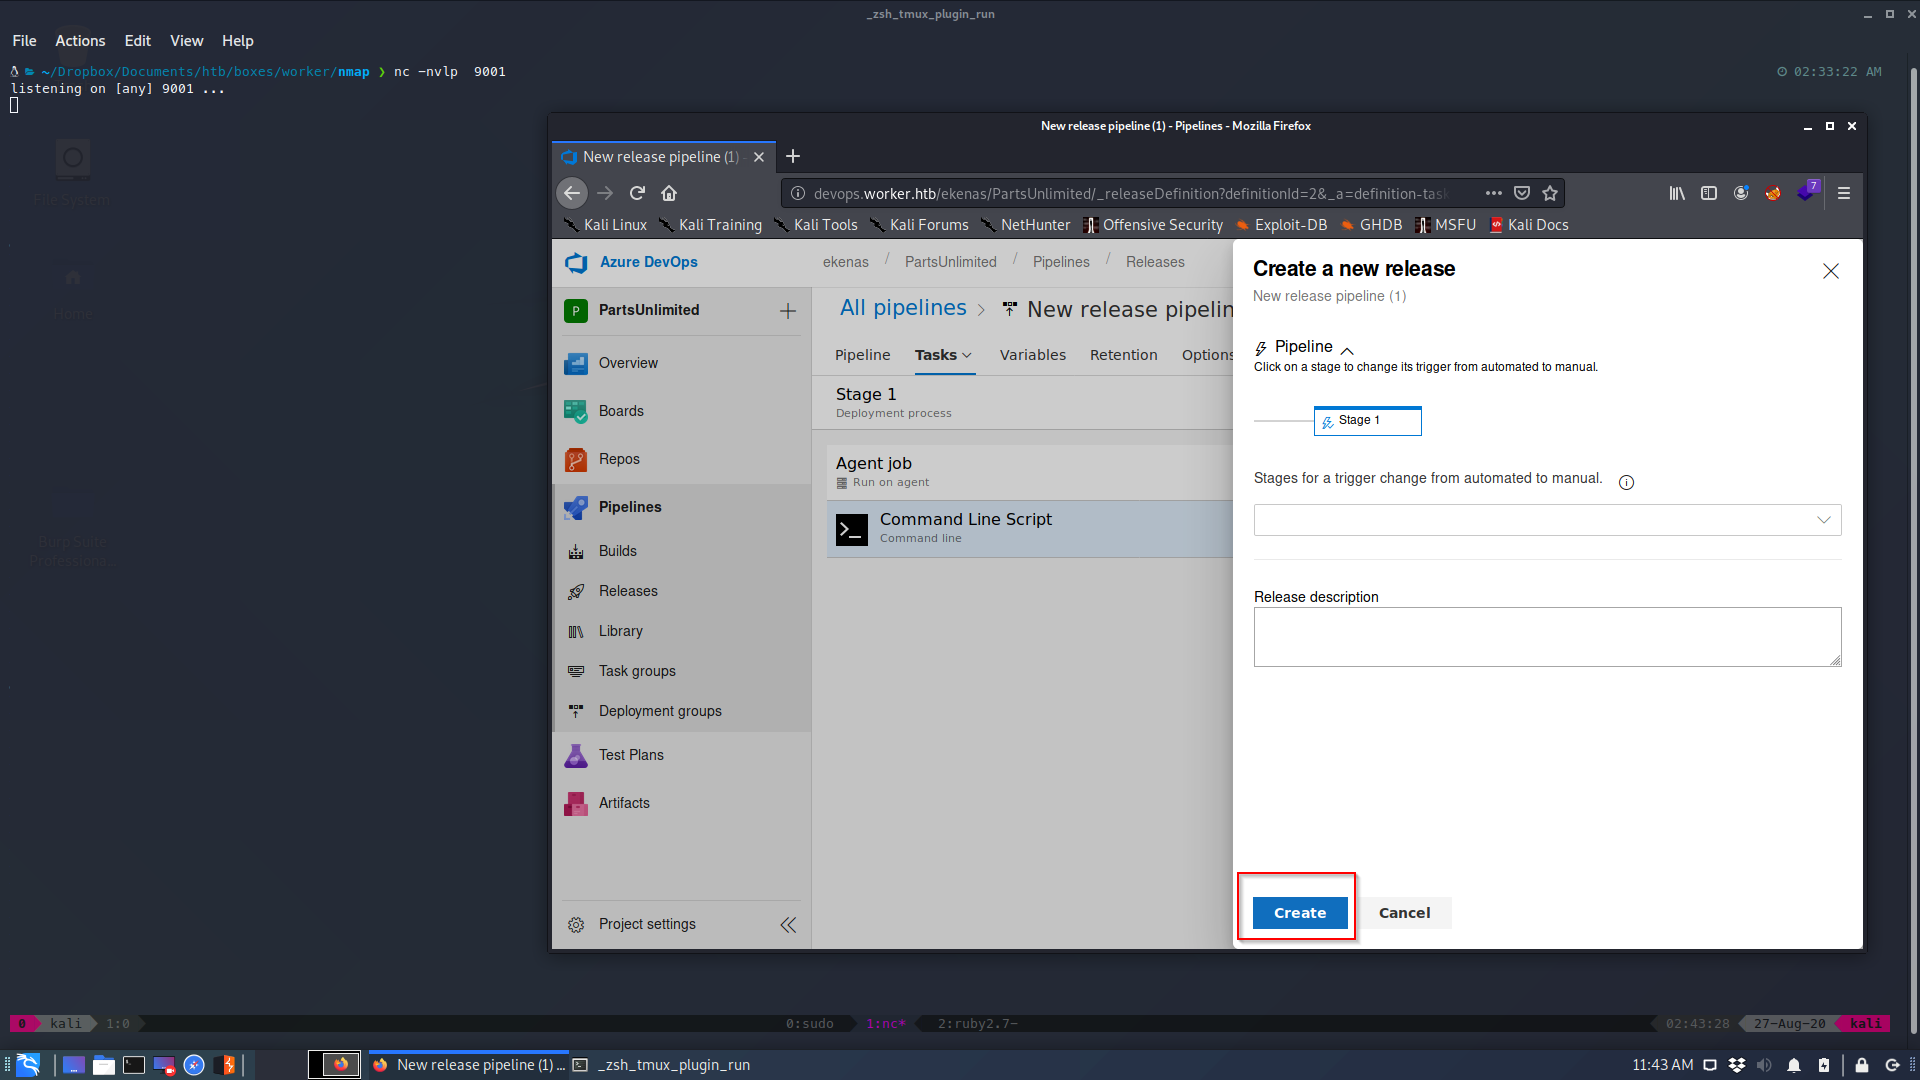 _zsh_tmux_plugin_run
File Actions Edit View Help
~/Dropbox/Documents/htb/boxes/worker/nmap ❯ nc -nvlp  9001
02:33:22 AM
listening on [any] 9001 ...
File System
Home
Burp Suite
Professiona...
New release pipeline (1) - Pipelines - Mozilla Firefox
New release pipeline (1)
devops.worker.htb/ekenas/PartsUnlimited/_releaseDefinition?definitionId=2&_a=definition-task
7
Kali Linux Kali Training Kali Tools Kali Forums NetHunter Offensive Security Exploit-DB GHDB MSFU Kali Docs
Azure DevOps
ekenas / PartsUnlimited / Pipelines / Releases
P PartsUnlimited
Overview
Boards
Repos
Pipelines
Builds
Releases
Library
Task groups
Deployment groups
Test Plans
Artifacts
Project settings
All pipelines > New release pipelin
Pipeline Tasks Variables Retention Options
Stage 1
Deployment process
Agent job
Run on agent
Command Line Script
Command line
Create a new release
New release pipeline (1)
Pipeline
Click on a stage to change its trigger from automated to manual.
Stage 1
Stages for a trigger change from automated to manual.
Release description
Create Cancel
0 kali 1:0 0:sudo 1:nc* 2:ruby2.7- 02:43:28 27-Aug-20 kali
New release pipeline (1) ... _zsh_tmux_plugin_run 11:43 AM